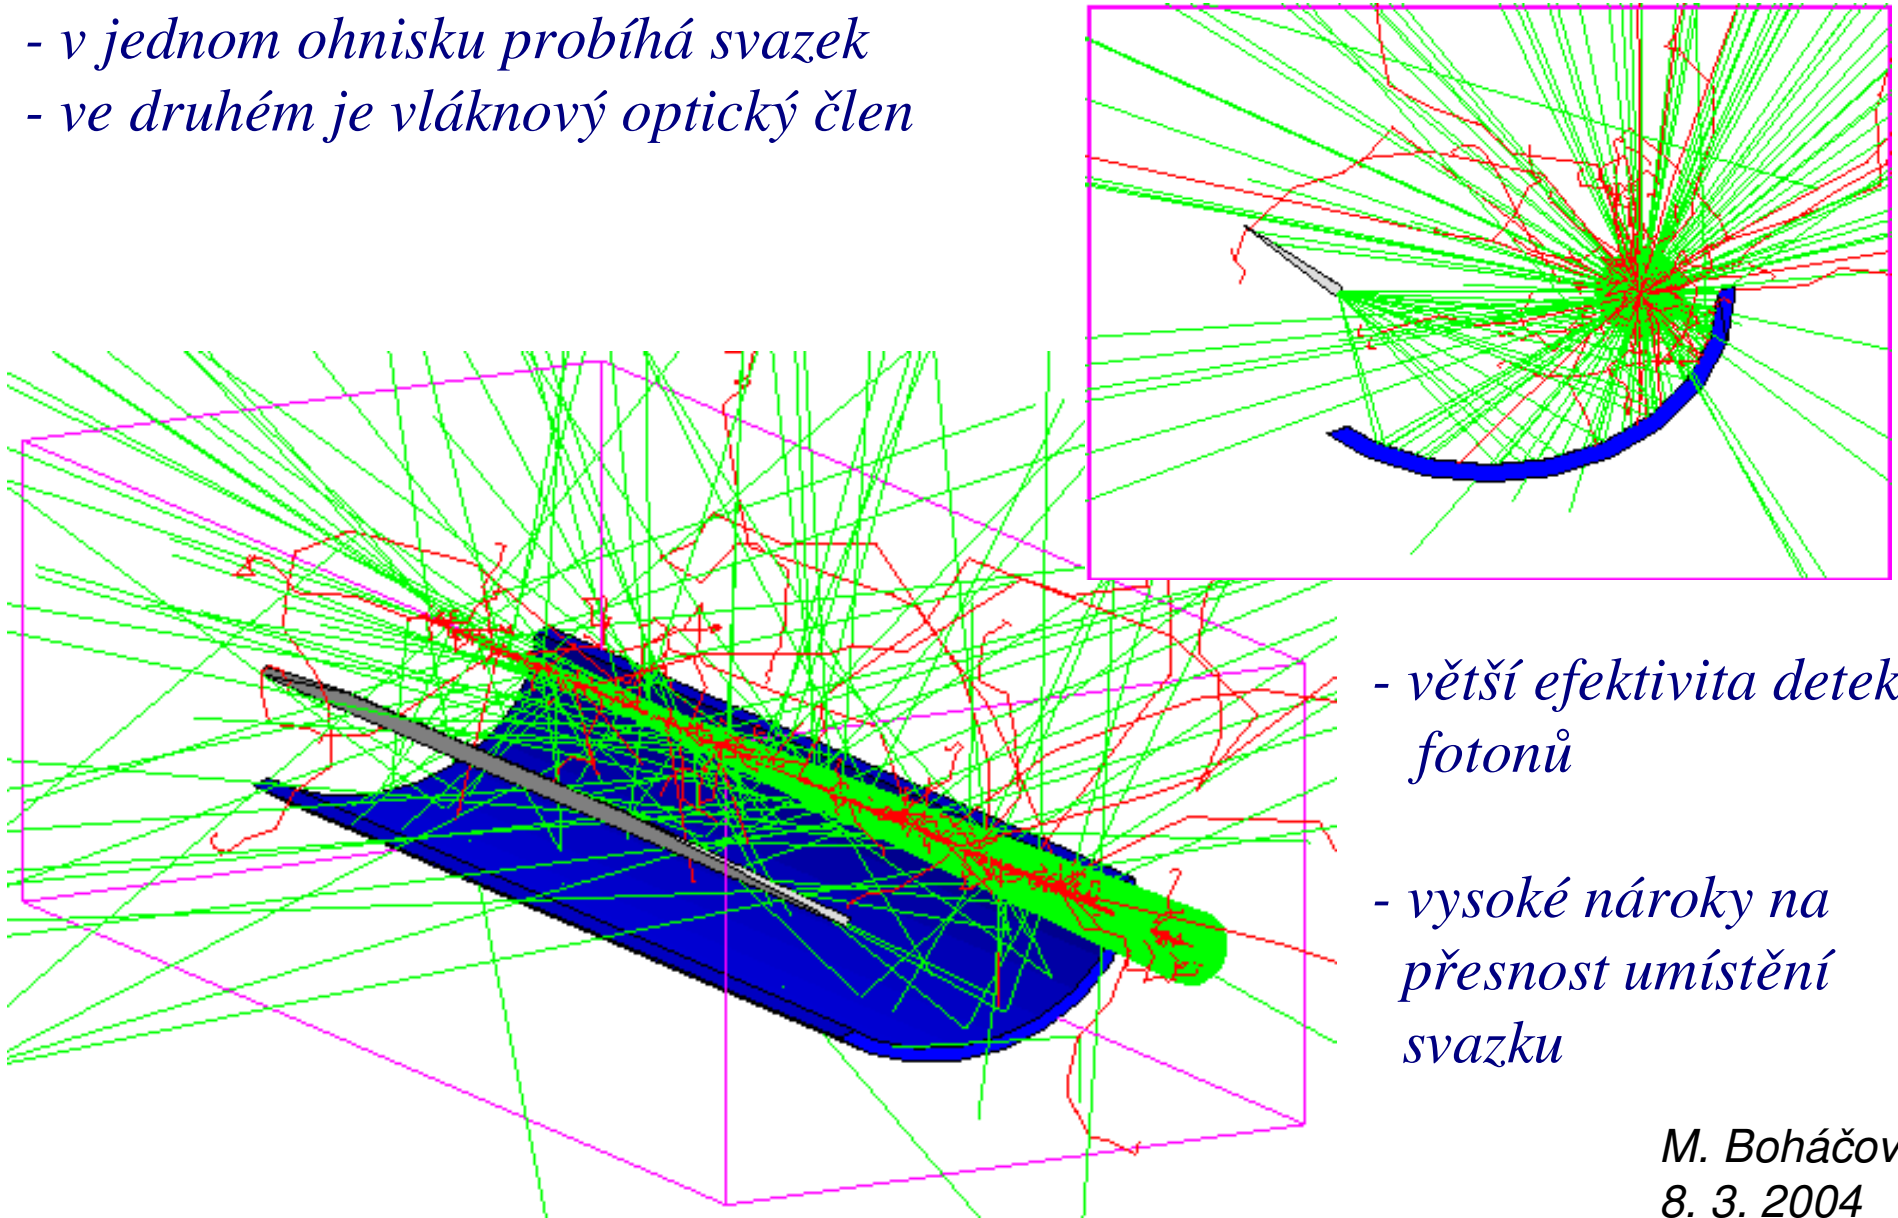 - v jednom ohnisku probíhá svazek
- ve druhém je vláknový optický člen
- větší efektivita detek
fotonů
- vysoké nároky na
přesnost umístění
svazku
M. Boháčov
8. 3. 2004